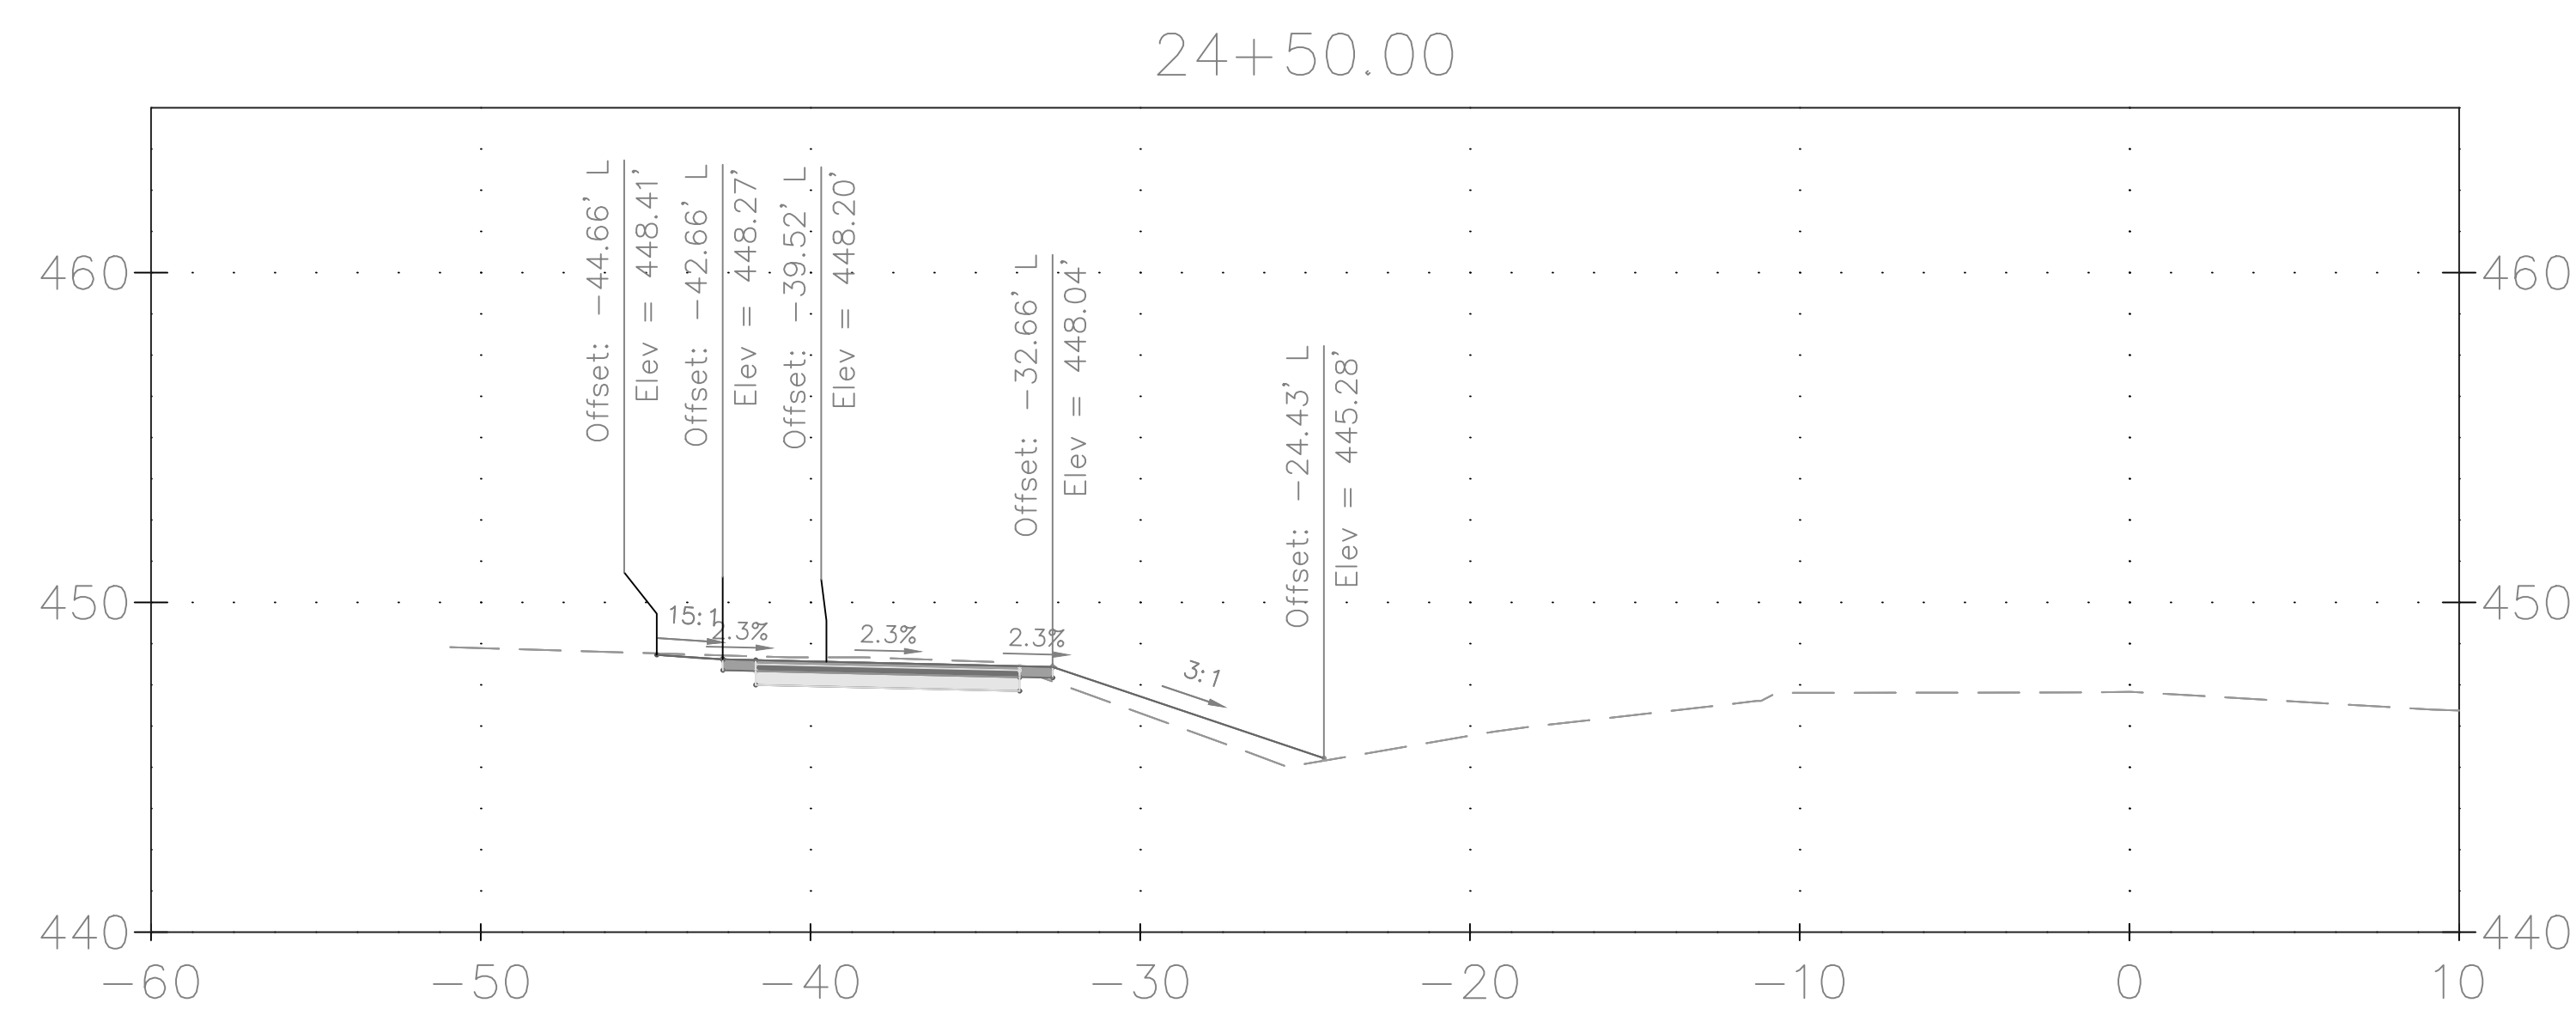 24+50.00
Offset: -44.66' L
Elev = 448.41'
Offset: -42.66' L
Elev = 448.27'
Offset: -39.52' L
Elev = 448.20'
Offset: -32.66' L
Elev = 448.04'
Offset: -24.43' L
Elev = 445.28'
460
460
450
450
15:1
2.3%
2.3%
2.3%
3:1
440
440
-60
-50
-40
-30
-20
-10
0
10